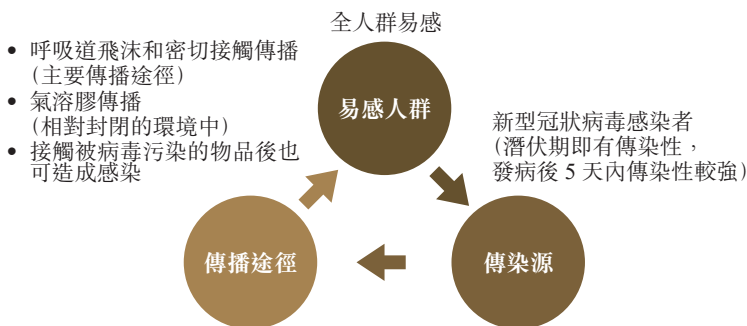 全人群易感
• 呼吸道飛沫和密切接觸傳播
(主要傳播途徑)
• 氣溶膠傳播
(相對封閉的環境中)
• 接觸被病毒污染的物品後也
可造成感染
易感人群
新型冠狀病毒感染者
(潛伏期即有傳染性，
發病後 5 天內傳染性較強)
傳播途徑
傳染源